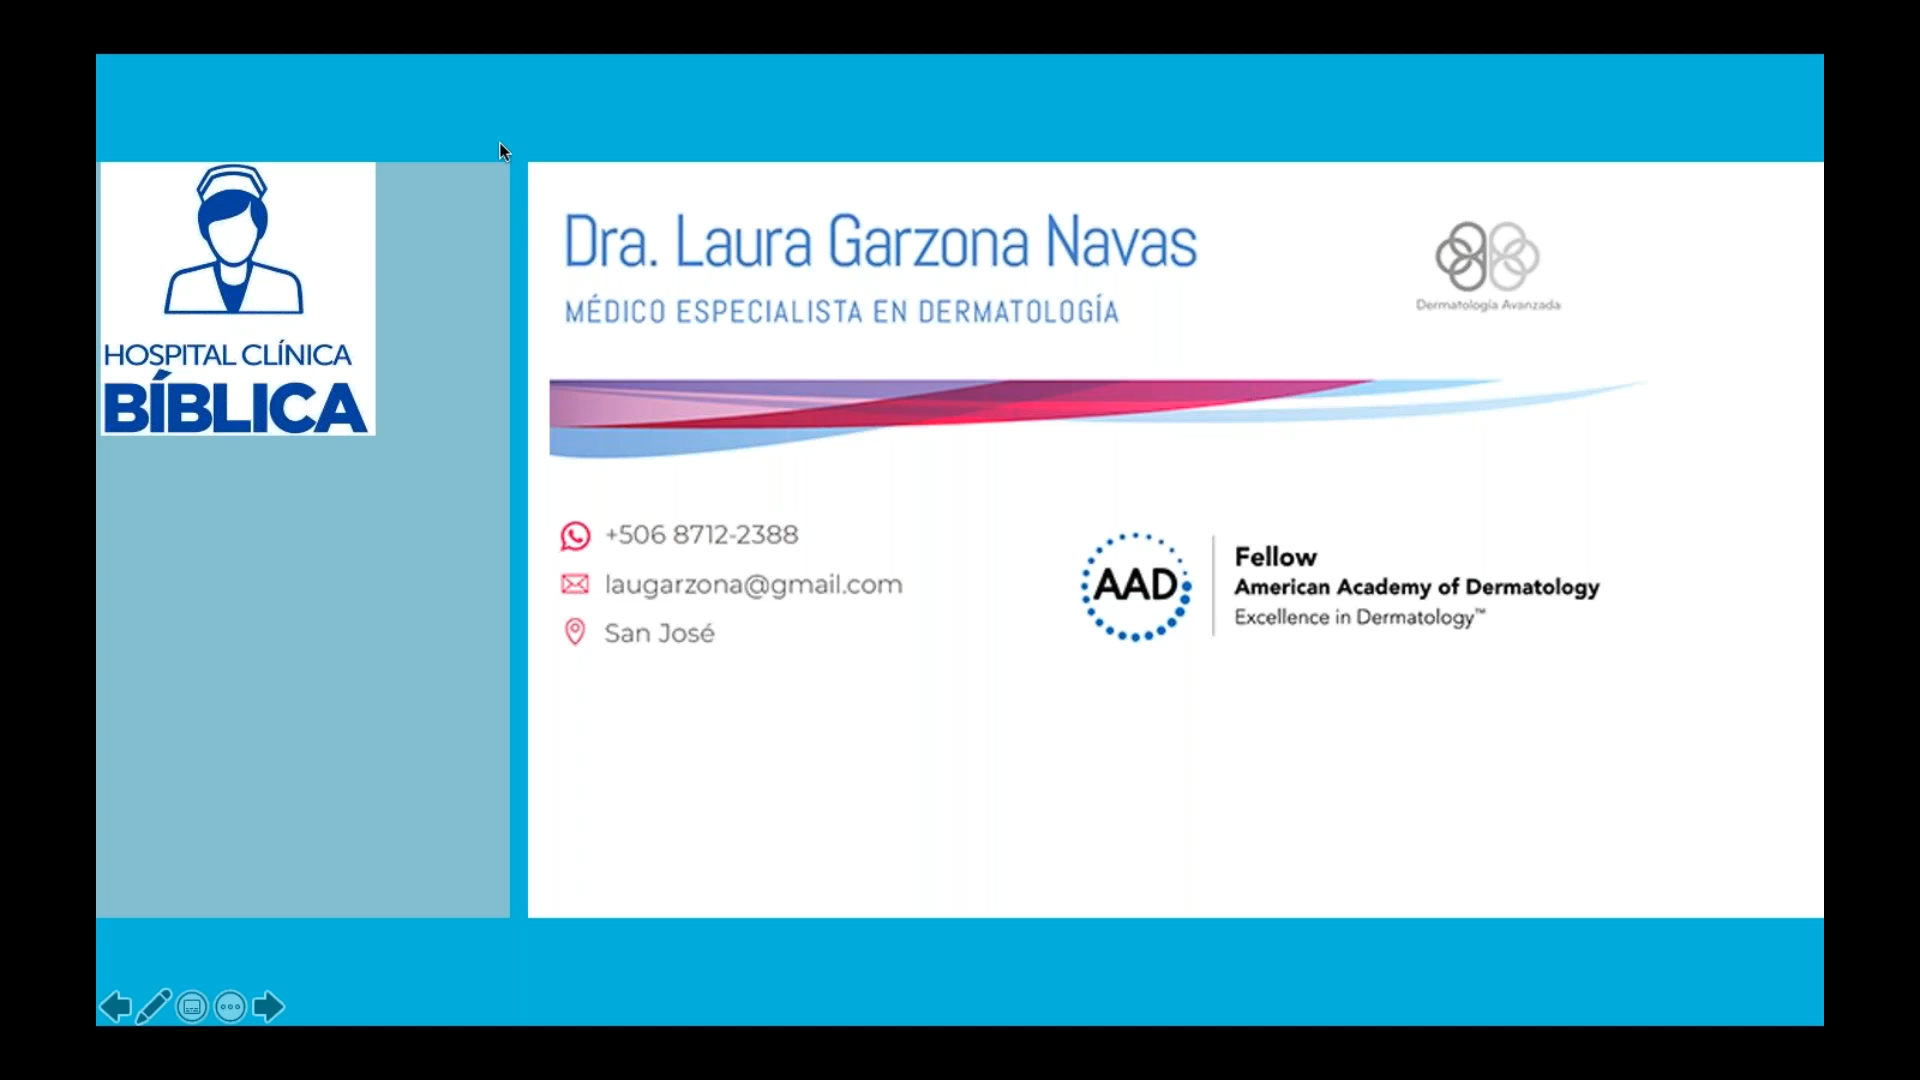 HOSPITAL CLÍNICA
BÍBLICA
Dra. Laura Garzona Navas
MÉDICO ESPECIALISTA EN DERMATOLOGÍA
Dermatología Avanzada
+506 8712-2388
laugarzona@gmail.com
San José
AAD
Fellow
American Academy of Dermatology
Excellence in Dermatology™